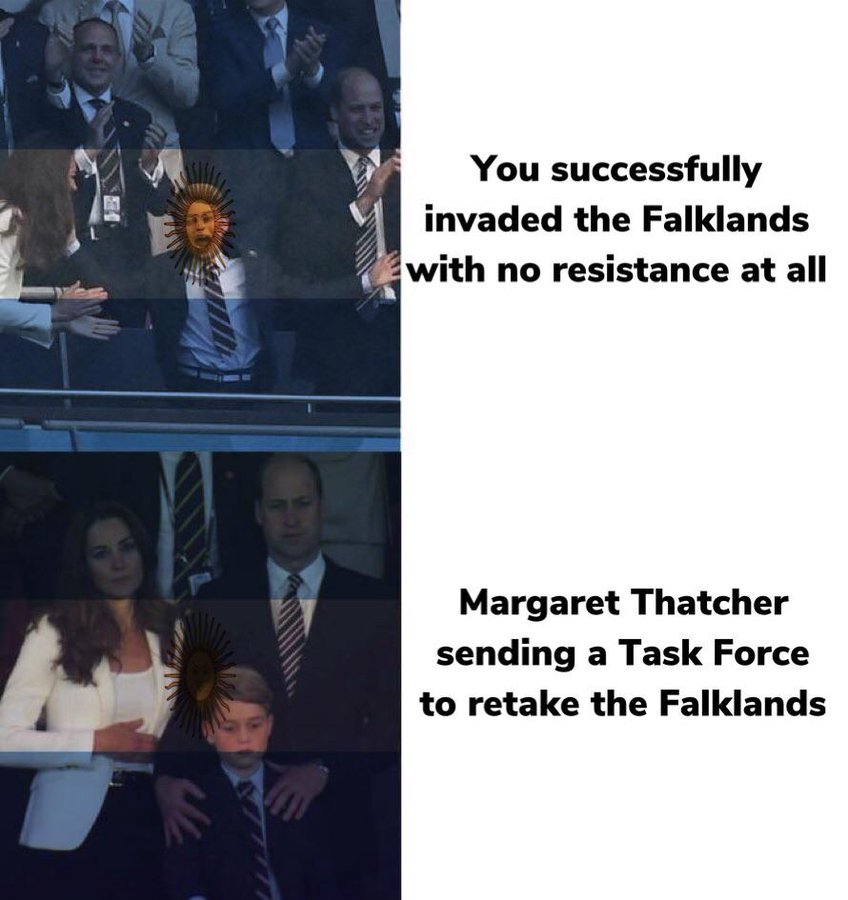 You successfully
invaded the Falklands
with no resistance at all
Margaret Thatcher
sending a Task Force
to retake the Falklands